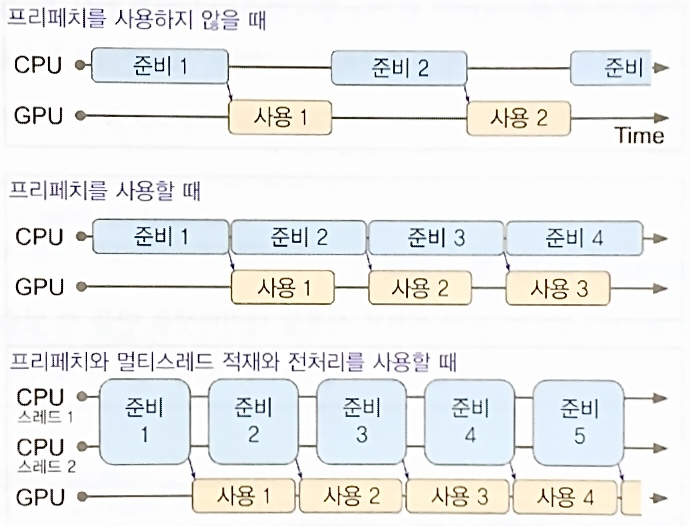 프리페치를 사용하지 않을 때
CPU 준비 1 준비 2 준비
GPU 사용 1 사용 2
Time
프리페치를 사용할 때
CPU 준비 1 준비 2 준비 3 준비 4
GPU 사용 1 사용 2 사용 3
프리페치와 멀티스레드 적재와 전처리를 사용할 때
CPU
스레드 1
준비 준비 준비 준비 준비
1 2 3 4 5
CPU
스레드 2
GPU 사용 1 사용 2 사용 3 사용 4